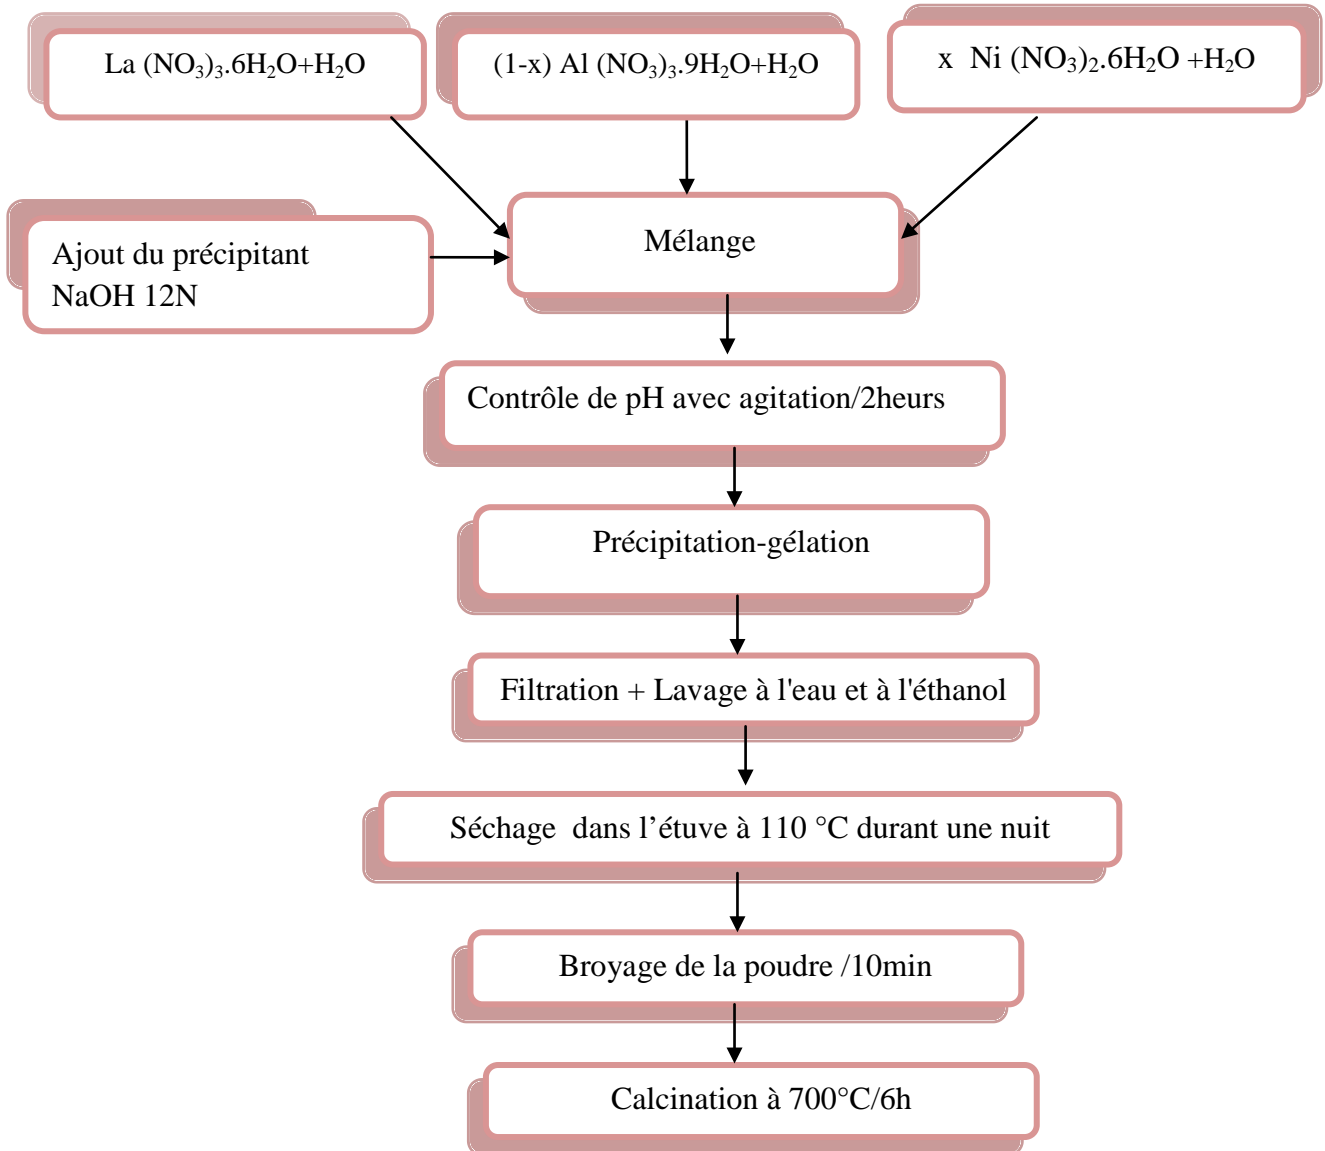 La (NO₃)₃.6H₂O+H₂O
(1-x) Al (NO₃)₃.9H₂O+H₂O
x Ni (NO₃)₂.6H₂O +H₂O
Ajout du précipitant
NaOH 12N
Mélange
Contrôle de pH avec agitation/2heurs
Précipitation-gélation
Filtration + Lavage à l'eau et à l'éthanol
Séchage dans l’étuve à 110 °C durant une nuit
Broyage de la poudre /10min
Calcination à 700°C/6h